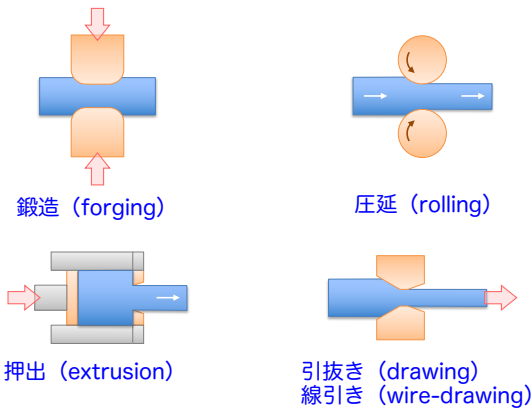 鍛造（forging）
圧延（rolling）
押出（extrusion）
引抜き（drawing）
線引き（wire-drawing）